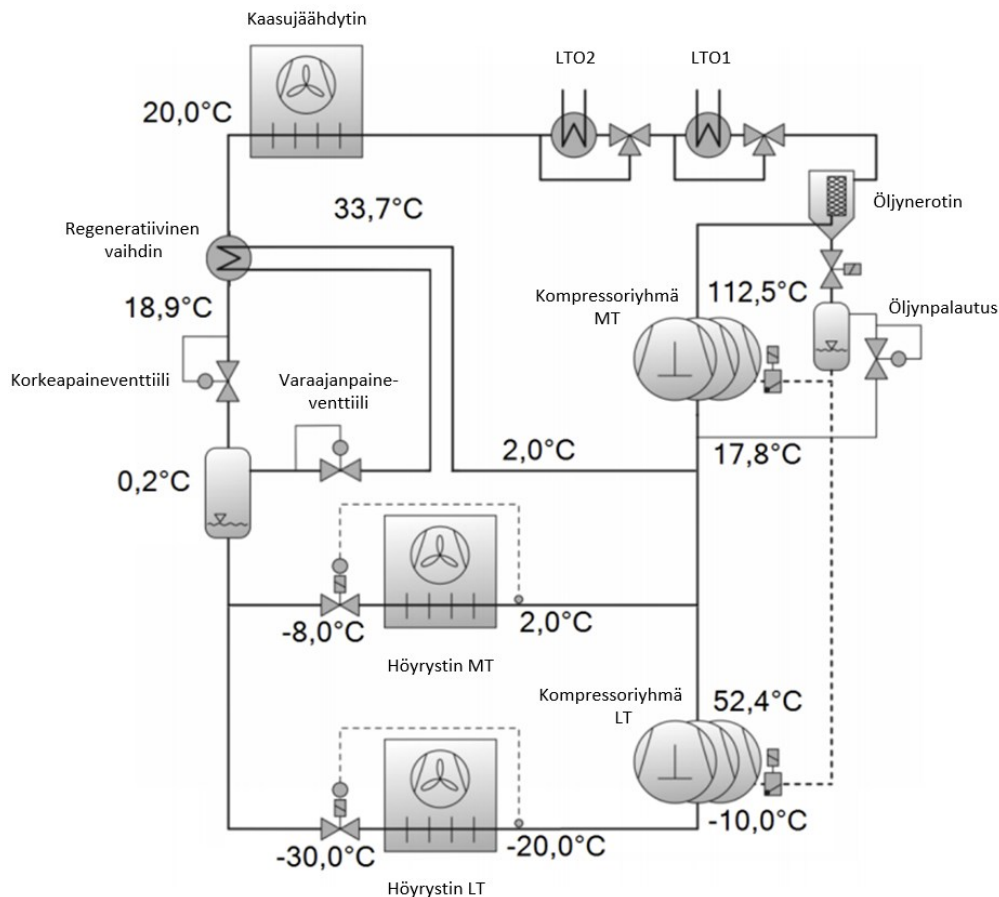 Kaasujäähdytin
LTO2
LTO1
20,0°C
Öljynerotin
33,7°C
Regeneratiivinen
vaihdin
18,9°C
Kompressoriyhmä
MT
112,5°C
Öljynpalautus
Korkeapaineventtiili
Varaajanpaine-
venttiili
0,2°C
2,0°C
17,8°C
-8,0°C
2,0°C
Höyrystin MT
Kompressoriyhmä
LT
52,4°C
-10,0°C
-30,0°C
-20,0°C
Höyrystin LT